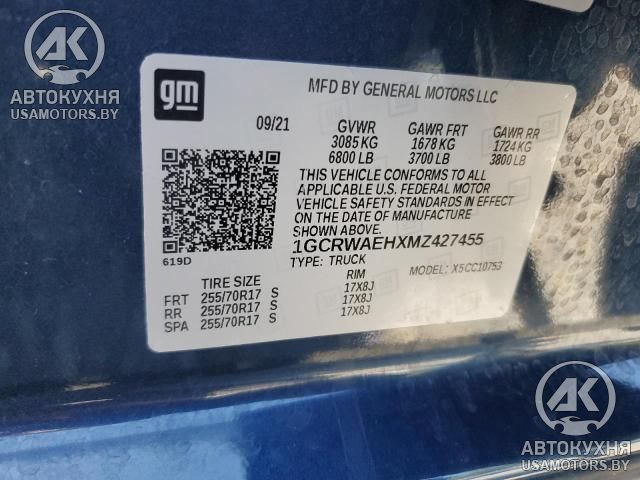 АВТОКУХНЯ
USAMOTORS.BY
gm
MFD BY GENERAL MOTORS LLC
09/21 GVWR GAWR FRT GAWR RR
3085 KG 1678 KG 1724 KG
6800 LB 3700 LB 3800 LB
THIS VEHICLE CONFORMS TO ALL
APPLICABLE U.S. FEDERAL MOTOR
VEHICLE SAFETY STANDARDS IN EFFECT
ON THE DATE OF MANUFACTURE
SHOWN ABOVE.
1GCRWAEHXMZ427455
619D
TYPE: TRUCK MODEL: X5CC10753
TIRE SIZE RIM
FRT 255/70R17 S 17X8J
RR 255/70R17 S 17X8J
SPA 255/70R17 S 17X8J
АК
АВТОКУХНЯ
USAMOTORS.BY